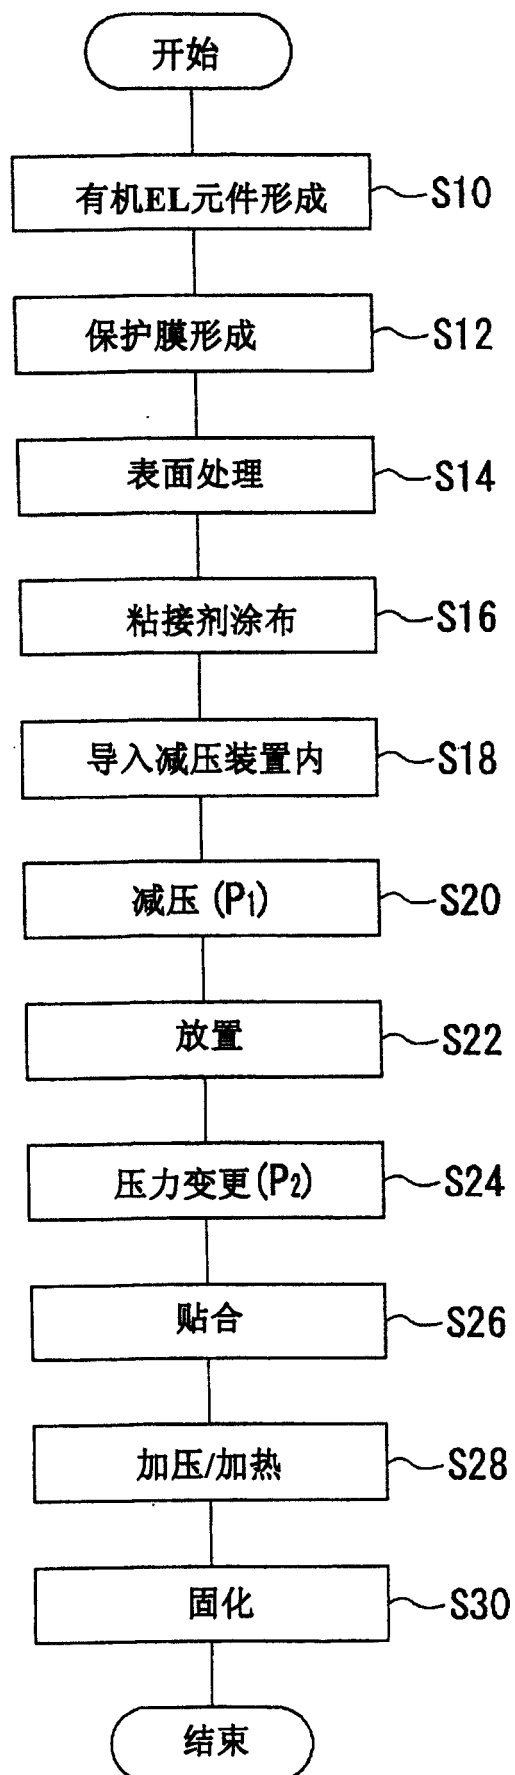 开始
有机EL元件形成 S10
保护膜形成 S12
表面处理 S14
粘接剂涂布 S16
导入减压装置内 S18
减压 (P1) S20
放置 S22
压力变更(P2) S24
贴合 S26
加压/加热 S28
固化 S30
结束